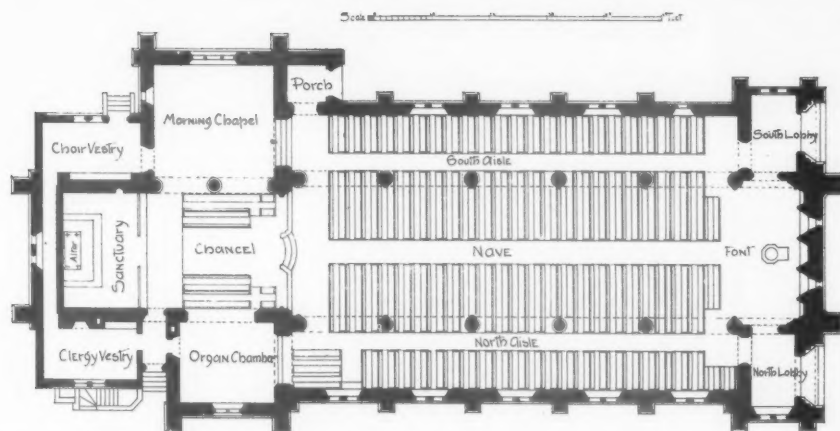 Scale
Feet
Porch
Morning Chapel
Choir Vestry
South Lobby
South Aisle
Altar
Sanctuary
Chancel
Nave
Font
North Aisle
Clergy Vestry
Organ Chamber
North Lobby